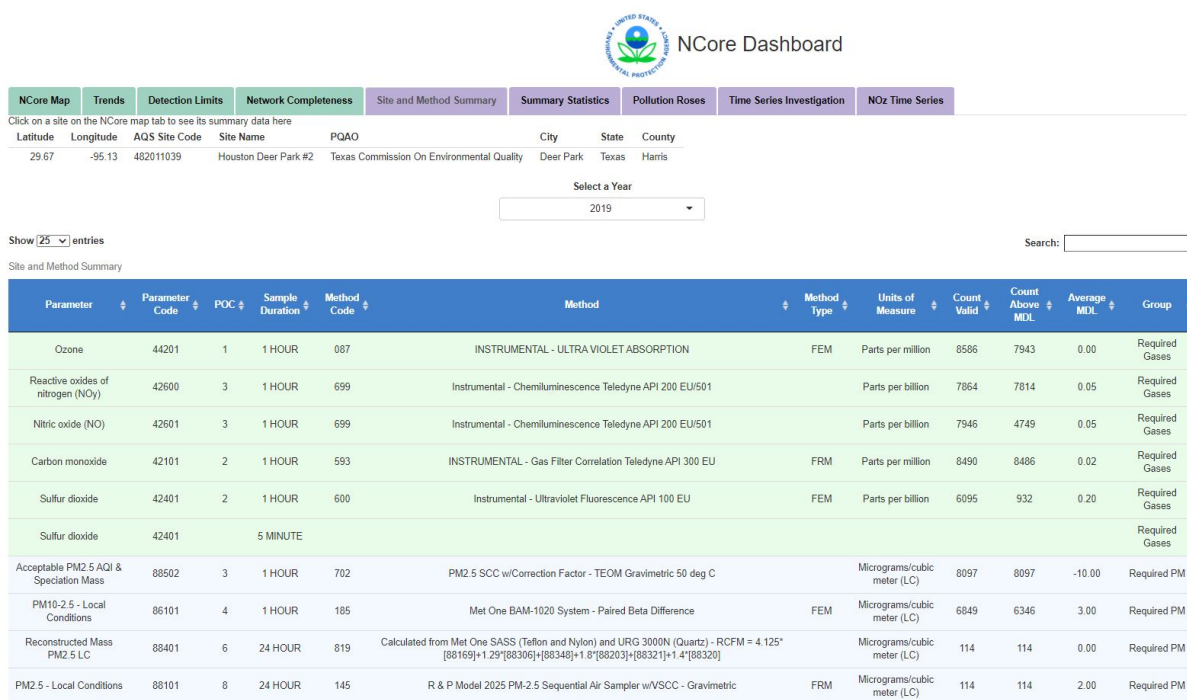 UNITED STATES
ENVIRONMENTAL PROTECTION AGENCY
NCore Dashboard
NCore Map Trends Detection Limits Network Completeness Site and Method Summary Summary Statistics Pollution Roses Time Series Investigation NOz Time Series
Click on a site on the NCore map tab to see its summary data here
Latitude Longitude AQS Site Code Site Name PQAO City State County
29.67 -95.13 482011039 Houston Deer Park #2 Texas Commission On Environmental Quality Deer Park Texas Harris
Select a Year
2019
Show 25 entries Search:
Site and Method Summary
Parameter Parameter Code POC Sample Duration Method Code Method Method Type Units of Measure Count Valid Count Above MDL Average MDL Group
Ozone 44201 1 1 HOUR 087 INSTRUMENTAL - ULTRA VIOLET ABSORPTION FEM Parts per million 8586 7943 0.00 Required Gases
Reactive oxides of nitrogen (NOy) 42600 3 1 HOUR 699 Instrumental - Chemiluminescence Teledyne API 200 EU/501 Parts per billion 7864 7814 0.05 Required Gases
Nitric oxide (NO) 42601 3 1 HOUR 699 Instrumental - Chemiluminescence Teledyne API 200 EU/501 Parts per billion 7946 4749 0.05 Required Gases
Carbon monoxide 42101 2 1 HOUR 593 INSTRUMENTAL - Gas Filter Correlation Teledyne API 300 EU FRM Parts per million 8490 8486 0.02 Required Gases
Sulfur dioxide 42401 2 1 HOUR 600 Instrumental - Ultraviolet Fluorescence API 100 EU FEM Parts per billion 6095 932 0.20 Required Gases
Sulfur dioxide 42401 5 MINUTE Required Gases
Acceptable PM2.5 AQI & Speciation Mass 88502 3 1 HOUR 702 PM2.5 SCC w/Correction Factor - TEOM Gravimetric 50 deg C Micrograms/cubic meter (LC) 8097 8097 -10.00 Required PM
PM10-2.5 - Local Conditions 86101 4 1 HOUR 185 Met One BAM-1020 System - Paired Beta Difference FEM Micrograms/cubic meter (LC) 6849 6346 3.00 Required PM
Reconstructed Mass PM2.5 LC 88401 6 24 HOUR 819 Calculated from Met One SASS (Teflon and Nylon) and URG 3000N (Quartz) - RCFM = 4.125*[88169]+1.29*[88306]+[88348]+1.8*[88203]+[88321]+1.4*[88320] Micrograms/cubic meter (LC) 114 114 0.00 Required PM
PM2.5 - Local Conditions 88101 8 24 HOUR 145 R & P Model 2025 PM-2.5 Sequential Air Sampler w/VSCC - Gravimetric FRM Micrograms/cubic meter (LC) 114 114 2.00 Required PM